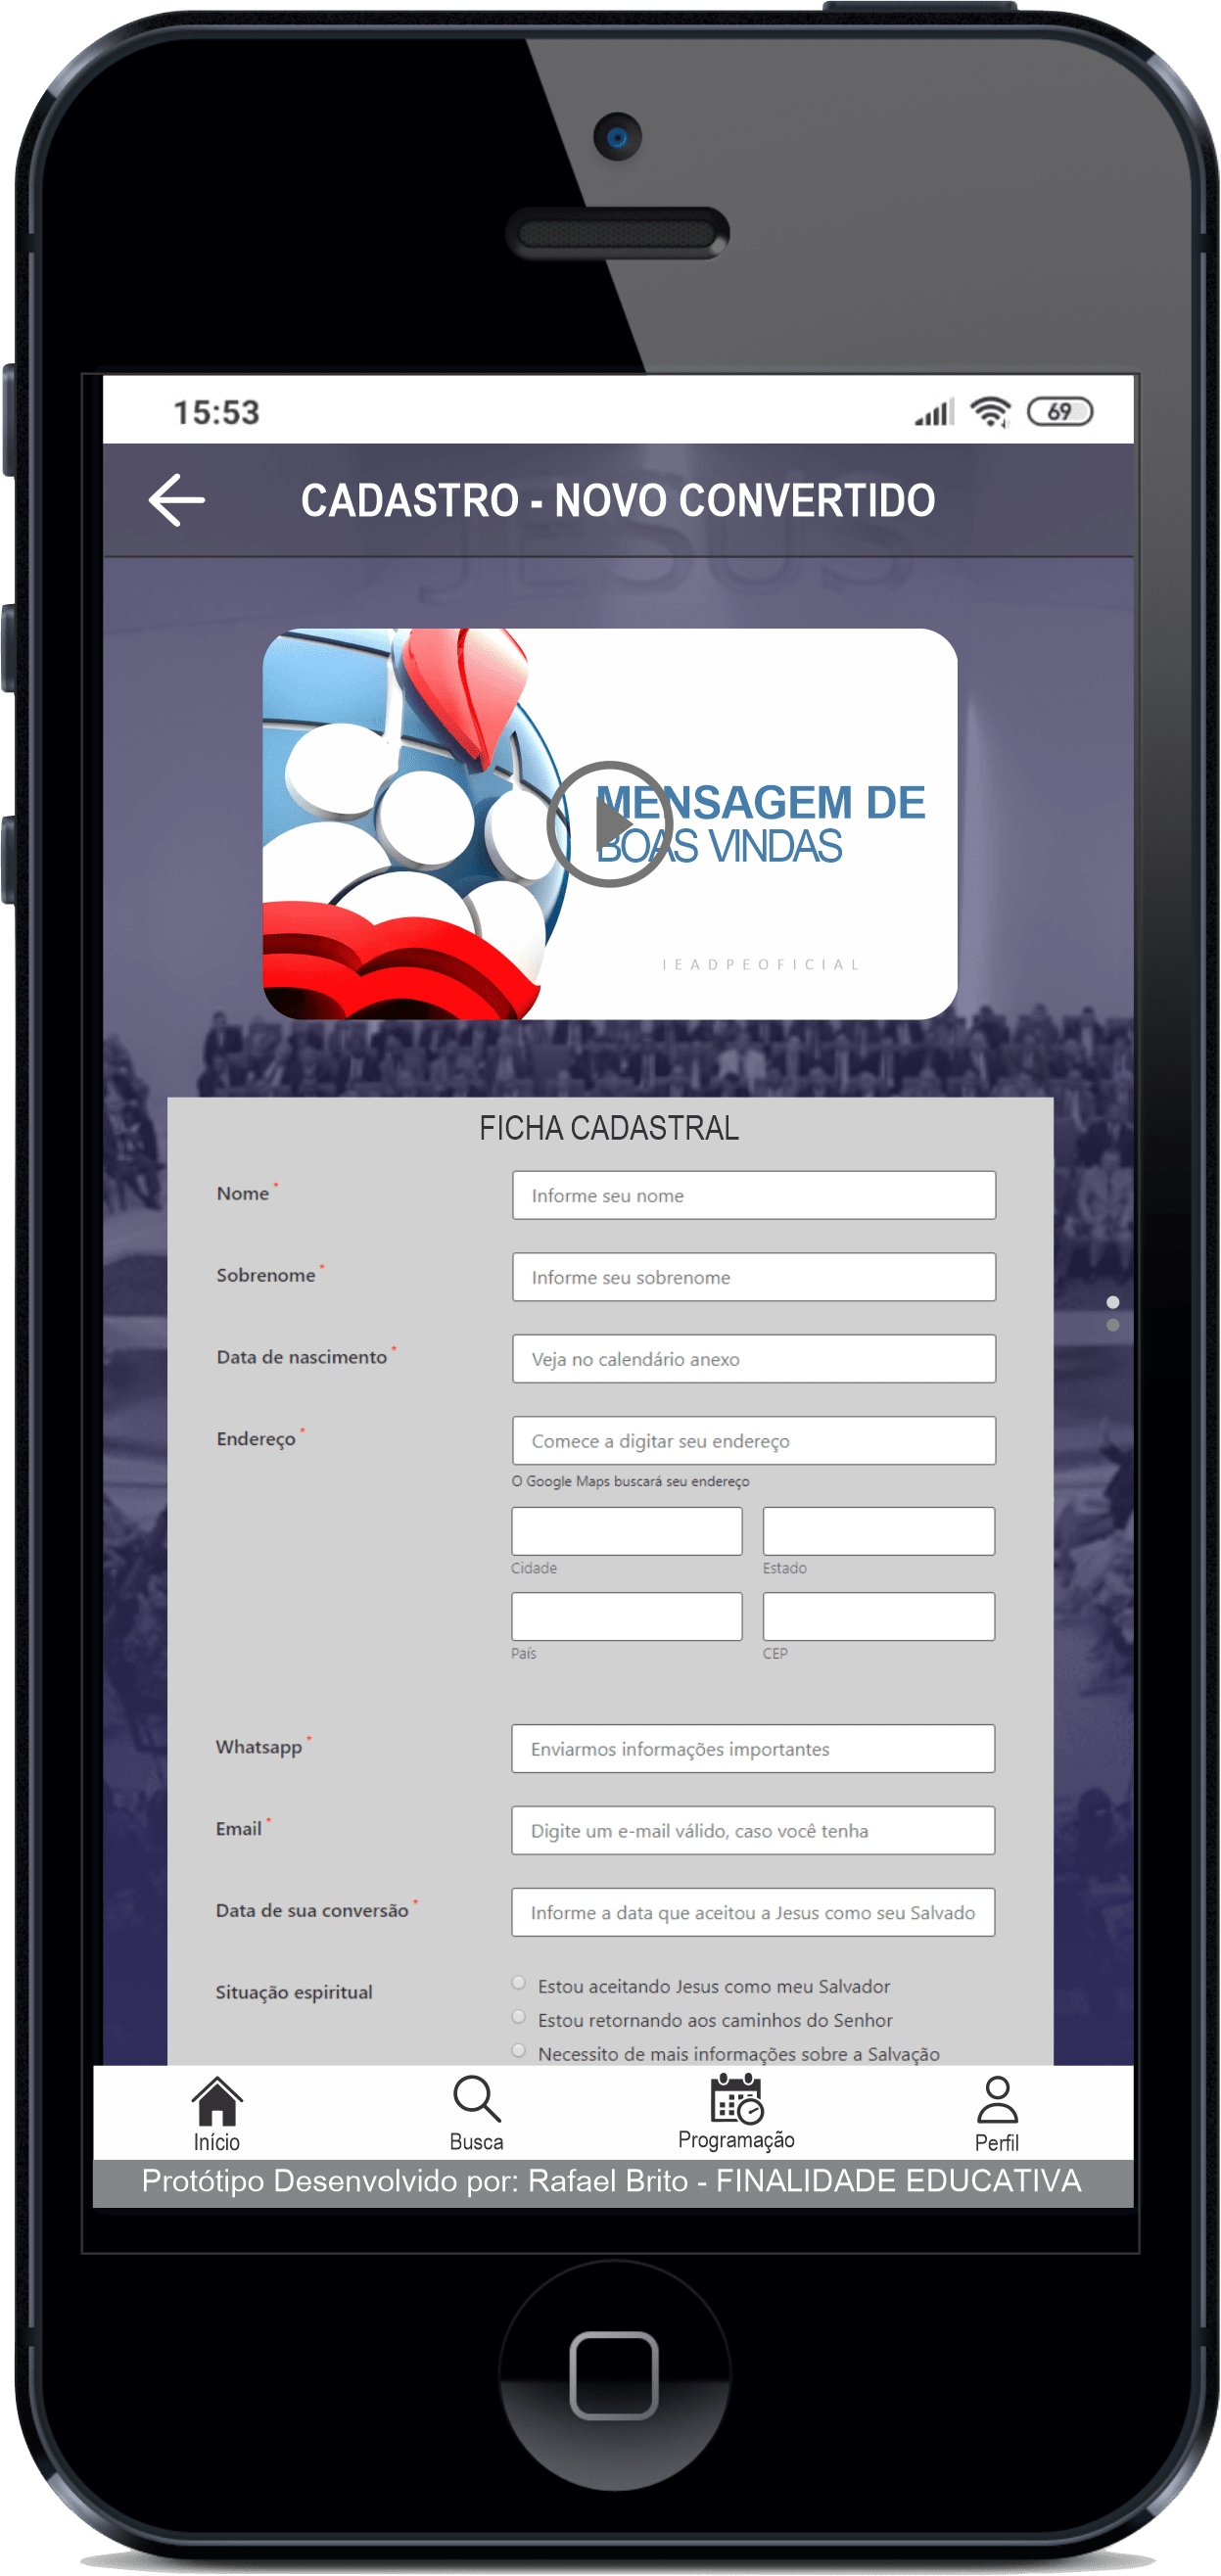 15:53
69
CADASTRO - NOVO CONVERTIDO
JESUS
MENSAGEM DE
BOAS VINDAS
IEADPEOFICIAL
FICHA CADASTRAL
Nome *
Informe seu nome
Sobrenome *
Informe seu sobrenome
Data de nascimento *
Veja no calendário anexo
Endereço *
Comece a digitar seu endereço
O Google Maps buscará seu endereço
Cidade
Estado
País
CEP
Whatsapp *
Enviarmos informações importantes
Email *
Digite um e-mail válido, caso você tenha
Data de sua conversão *
Informe a data que aceitou a Jesus como seu Salvado
Situação espiritual
Estou aceitando Jesus como meu Salvador
Estou retornando aos caminhos do Senhor
Necessito de mais informações sobre a Salvação
Início
Busca
Programação
Perfil
Protótipo Desenvolvido por: Rafael Brito - FINALIDADE EDUCATIVA